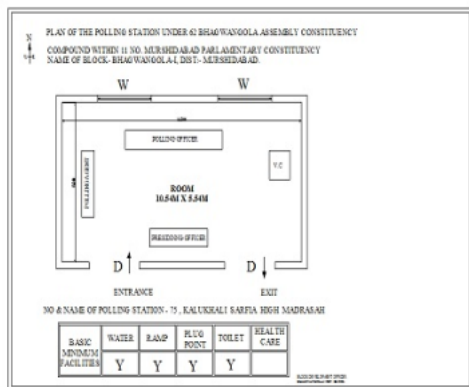 PLAN OF THE POLLING STATION UNDER 62 BHAGWANGOLA ASSEMBLY CONSTITUENCY
N
COMPOUND WITHIN 11 NO. MURSHIDABAD PARLIAMENTARY CONSTITUENCY
NAME OF BLOCK- BHAGWANGOLA-I, DIST:- MURSHIDABAD.
W W
POLLING OFFICER
V.C
POLLING AGENT
ROOM
10.54M X 5.54M
PRESIDING OFFICER
D D
ENTRANCE EXIT
NO & NAME OF POLLING STATION - 75 , KALUKHALI SARFIA HIGH MADRASAH
BASIC MINIMUM FACILITIES WATER RAMP PLUG POINT TOILET HEALTH CARE
Y Y Y Y